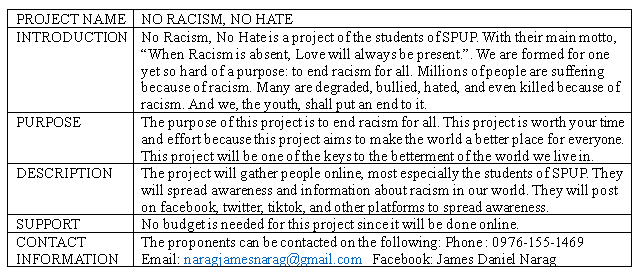 PROJECT NAME NO RACISM, NO HATE
INTRODUCTION No Racism, No Hate is a project of the students of SPUP. With their main motto,
“When Racism is absent, Love will always be present.”. We are formed for one
yet so hard of a purpose: to end racism for all. Millions of people are suffering
because of racism. Many are degraded, bullied, hated, and even killed because of
racism. And we, the youth, shall put an end to it.
PURPOSE The purpose of this project is to end racism for all. This project is worth your time
and effort because this project aims to make the world a better place for everyone.
This project will be one of the keys to the betterment of the world we live in.
DESCRIPTION The project will gather people online, most especially the students of SPUP. They
will spread awareness and information about racism in our world. They will post
on facebook, twitter, tiktok, and other platforms to spread awareness.
SUPPORT No budget is needed for this project since it will be done online.
CONTACT The proponents can be contacted on the following: Phone: 0976-155-1469
INFORMATION Email: naragjamesnarag@gmail.com Facebook: James Daniel Narag